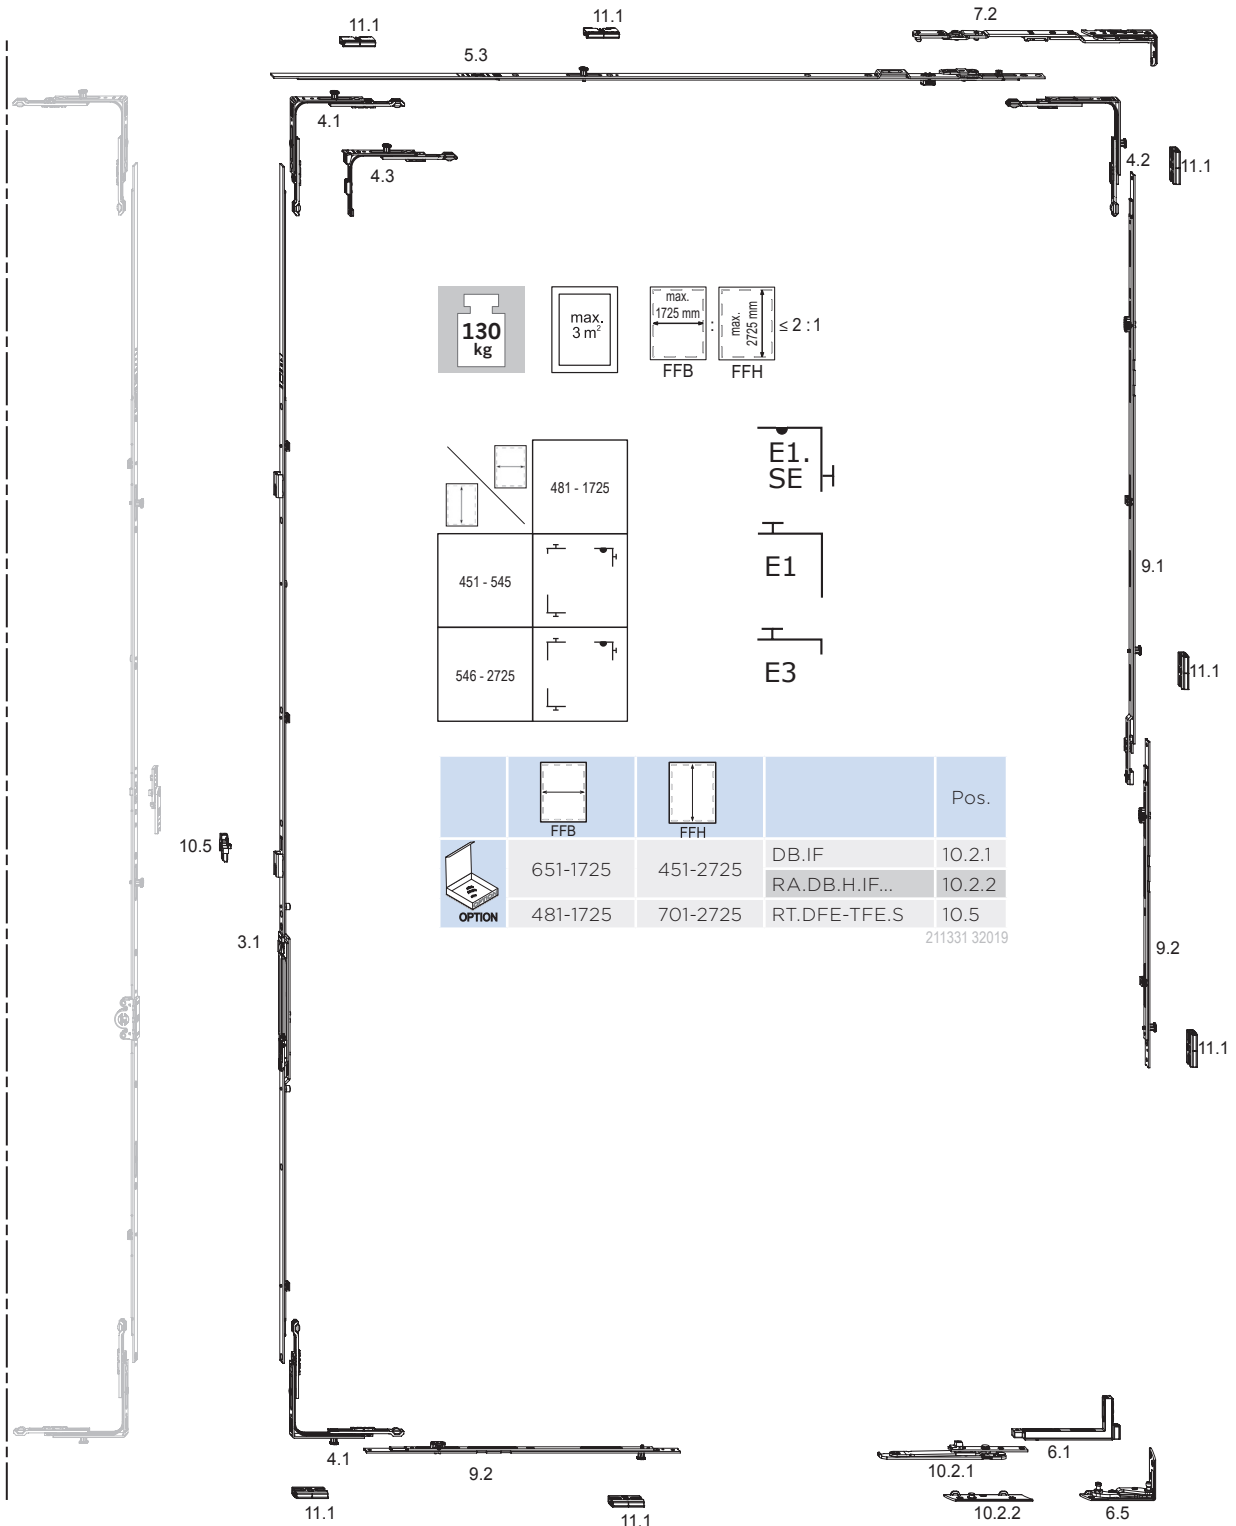 11.1
11.1
7.2
5.3
4.1
4.3
4.2
11.1
130
kg
max.
3 m²
max.
1725 mm
FFB
:
max.
2725 mm
FFH
≤ 2 : 1
481 - 1725
451 - 545
546 - 2725
E1.
SE
E1
E3
9.1
11.1
FFB
FFH
Pos.
OPTION
651-1725
451-2725
DB.IF
10.2.1
RA.DB.H.IF...
10.2.2
481-1725
701-2725
RT.DFE-TFE.S
10.5
211331 32019
10.5
3.1
9.2
11.1
4.1
9.2
10.2.1
6.1
11.1
11.1
10.2.2
6.5